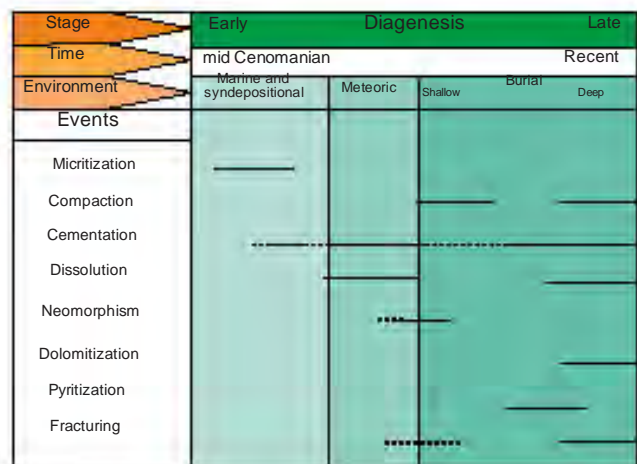 Stage Early Diagenesis Late
Time mid Cenomanian Recent
Environment Marine and syndepositional Meteoric Burial
Shallow Deep
Events
Micritization
Compaction
Cementation
Dissolution
Neomorphism
Dolomitization
Pyritization
Fracturing